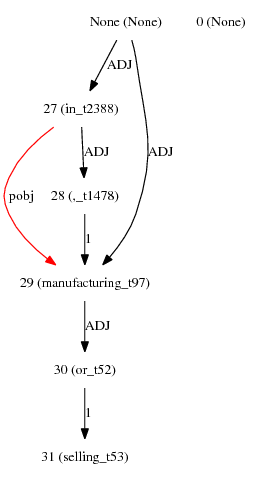 None (None) 0 (None)
ADJ
27 (in_t2388)
ADJ ADJ
pobj 28 (,_t1478)
1
29 (manufacturing_t97)
ADJ
30 (or_t52)
1
31 (selling_t53)